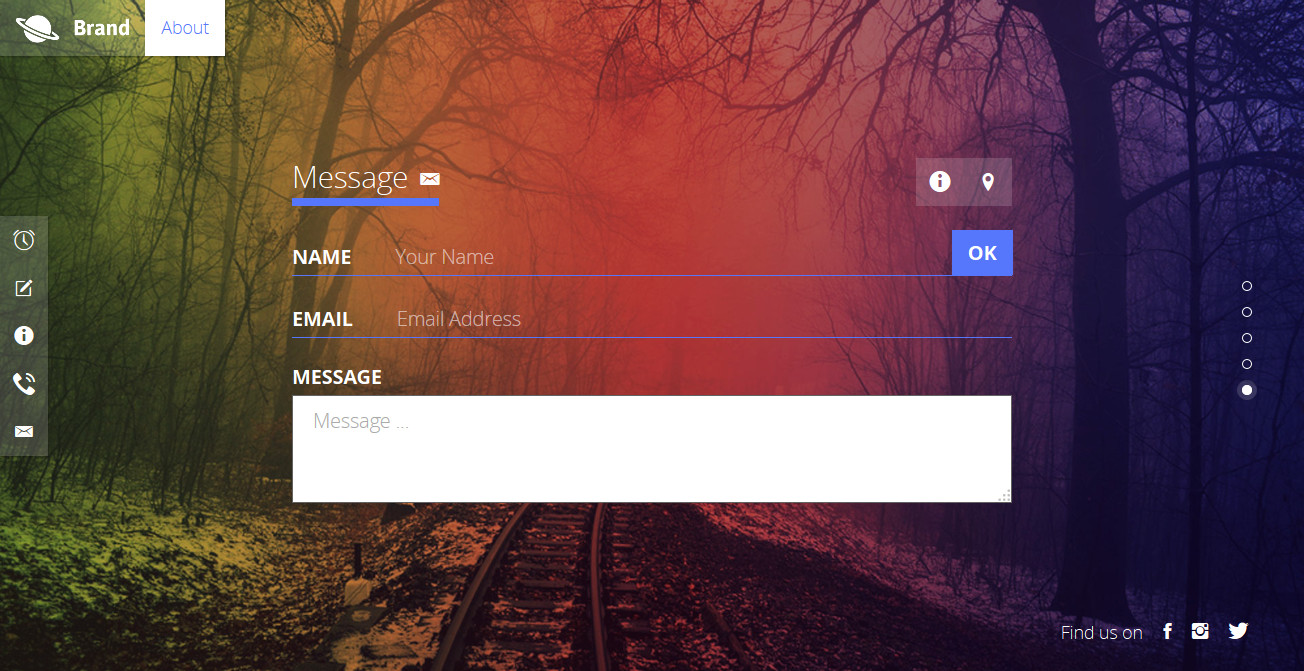 Brand
About
Message
NAME
Your Name
OK
EMAIL
Email Address
MESSAGE
Message ...
Find us on